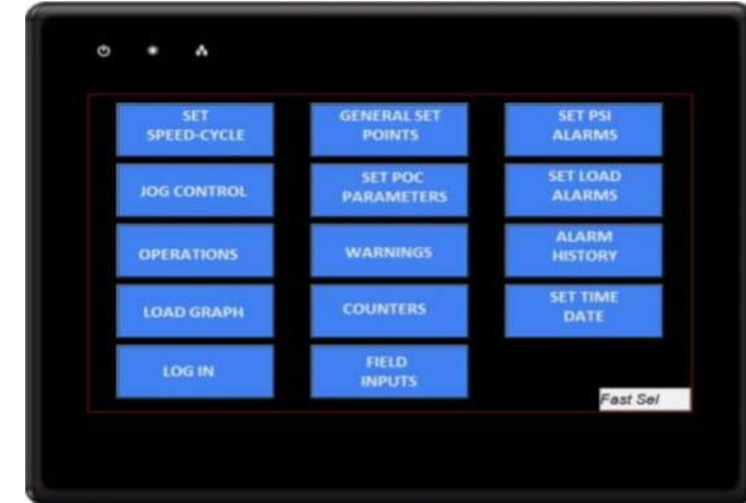 SET
SPEED-CYCLE
GENERAL SET
POINTS
SET PSI
ALARMS
JOG CONTROL
SET POC
PARAMETERS
SET LOAD
ALARMS
OPERATIONS
WARNINGS
ALARM
HISTORY
LOAD GRAPH
COUNTERS
SET TIME
DATE
LOG IN
FIELD
INPUTS
Fast Sel